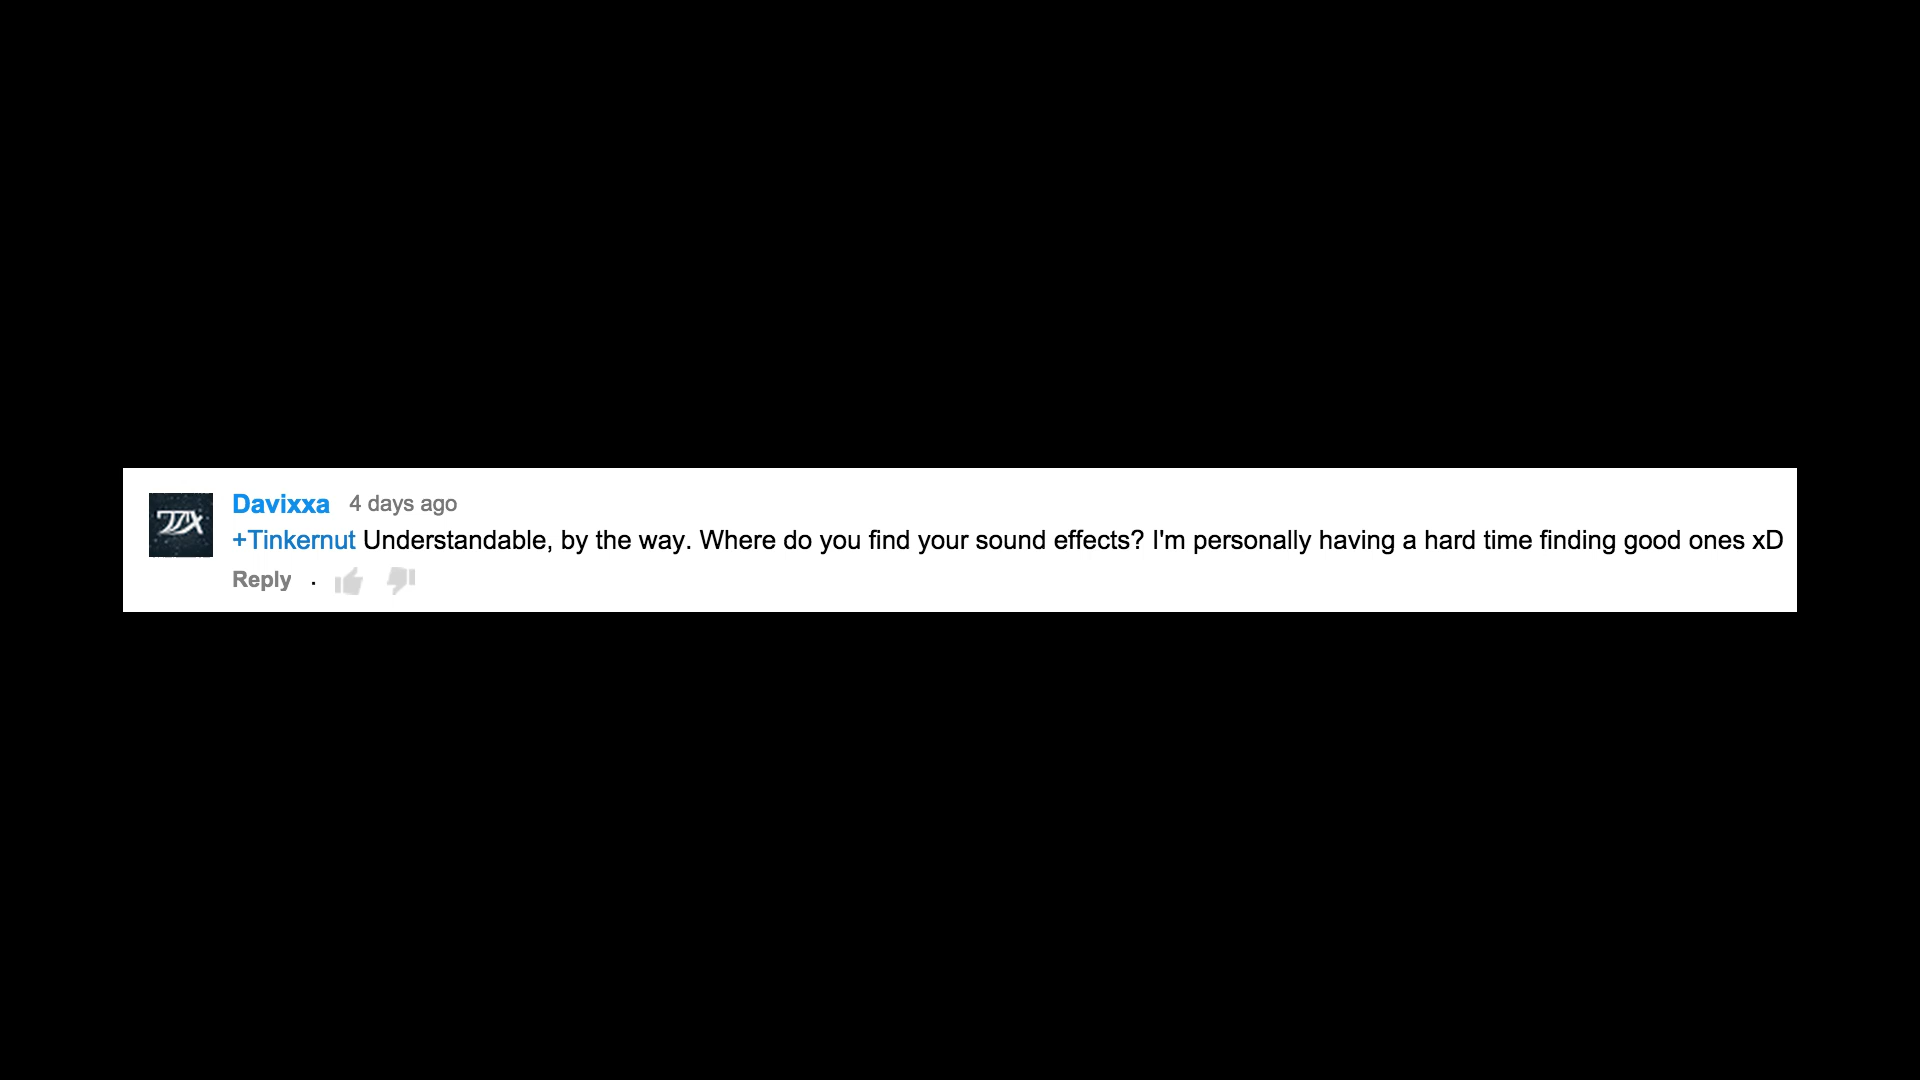 Davixxa 4 days ago
+Tinkernut Understandable, by the way. Where do you find your sound effects? I'm personally having a hard time finding good ones xD
Reply .